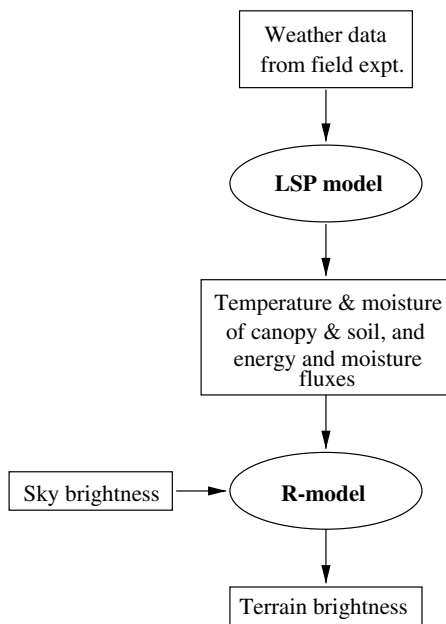 Weather data
from field expt.
LSP model
Temperature & moisture
of canopy & soil, and
energy and moisture
fluxes
Sky brightness
R-model
Terrain brightness